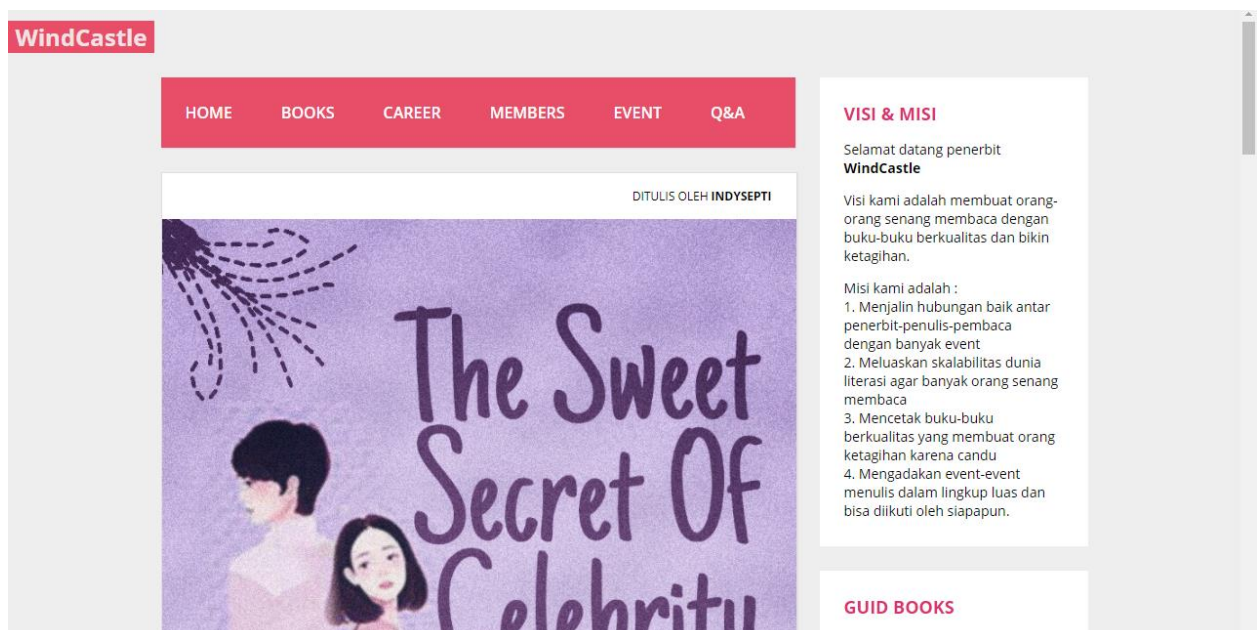 WindCastle
HOME BOOKS CAREER MEMBERS EVENT Q&A
DITULIS OLEH INDYSEPTI
The Sweet
Secret Of
Celebrity
VISI & MISI
Selamat datang penerbit
WindCastle
Visi kami adalah membuat orang-
orang senang membaca dengan
buku-buku berkualitas dan bikin
ketagihan.
Misi kami adalah :
1. Menjalin hubungan baik antar
penerbit-penulis-pembaca
dengan banyak event
2. Meluaskan skalabilitas dunia
literasi agar banyak orang senang
membaca
3. Mencetak buku-buku
berkualitas yang membuat orang
ketagihan karena candu
4. Mengadakan event-event
menulis dalam lingkup luas dan
bisa diikuti oleh siapapun.
GUID BOOKS